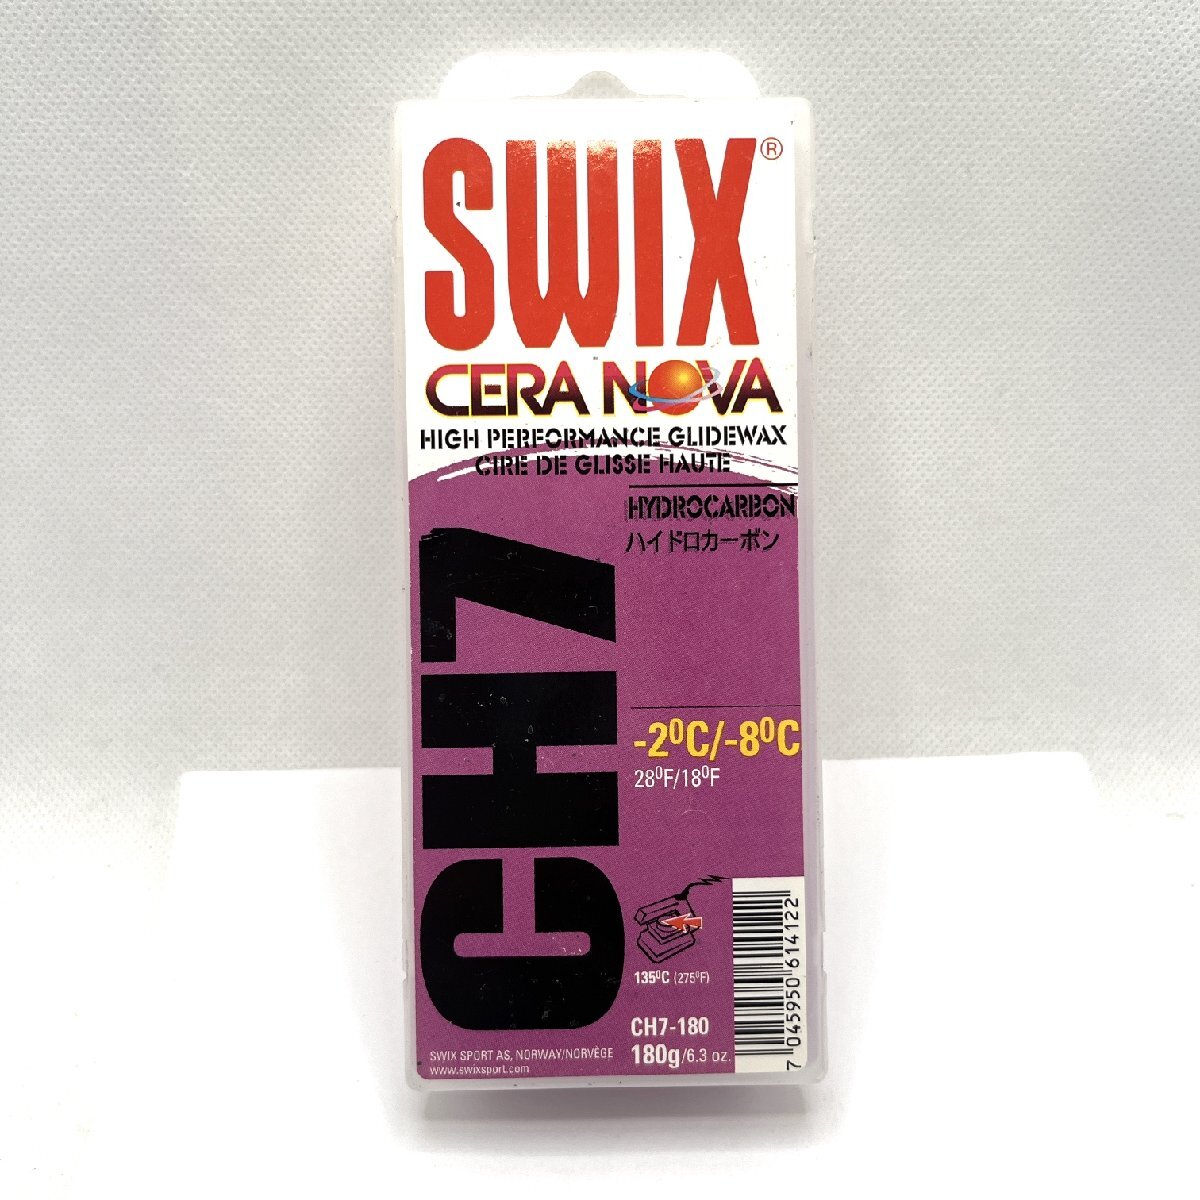 SWIX®
CERA NOVA
HIGH PERFORMANCE GLIDEWAX
CIRE DE GLISSE HAUTE
HYDROCARBON
ハイドロカーボン
CH7
-2⁰C/-8⁰C
28⁰F/18⁰F
135⁰C (275⁰F)
CH7-180
180g/6.3 oz.
SWIX SPORT AS, NORWAY/NORVÈGE
www.swixsport.com
7 045950 614122